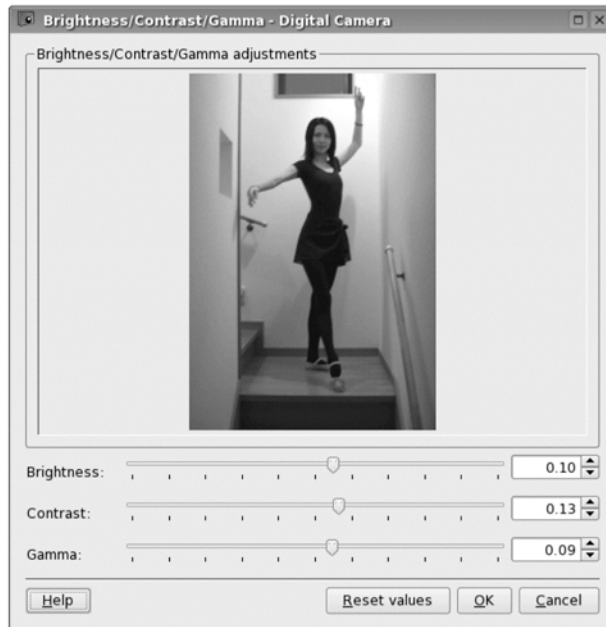 Brightness/Contrast/Gamma - Digital Camera
Brightness/Contrast/Gamma adjustments
Brightness: 0.10
Contrast: 0.13
Gamma: 0.09
Help Reset values OK Cancel